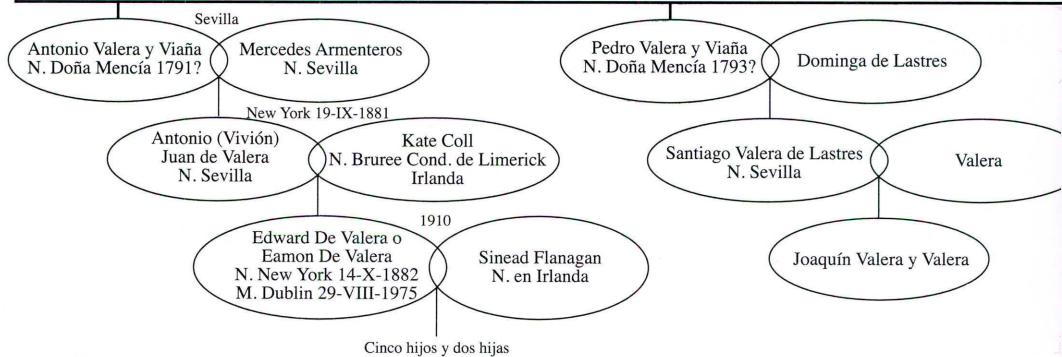 Sevilla
Antonio Valera y Viaña
N. Doña Mencía 1791?
Mercedes Armenteros
N. Sevilla
Pedro Valera y Viaña
N. Doña Mencía 1793?
Dominga de Lastres
New York 19-IX-1881
Antonio (Vivión)
Juan de Valera
N. Sevilla
Kate Coll
N. Bruree Cond. de Limerick
Irlanda
Santiago Valera de Lastres
N. Sevilla
Valera
1910
Edward De Valera o
Eamon De Valera
N. New York 14-X-1882
M. Dublin 29-VIII-1975
Sinead Flanagan
N. en Irlanda
Joaquín Valera y Valera
Cinco hijos y dos hijas